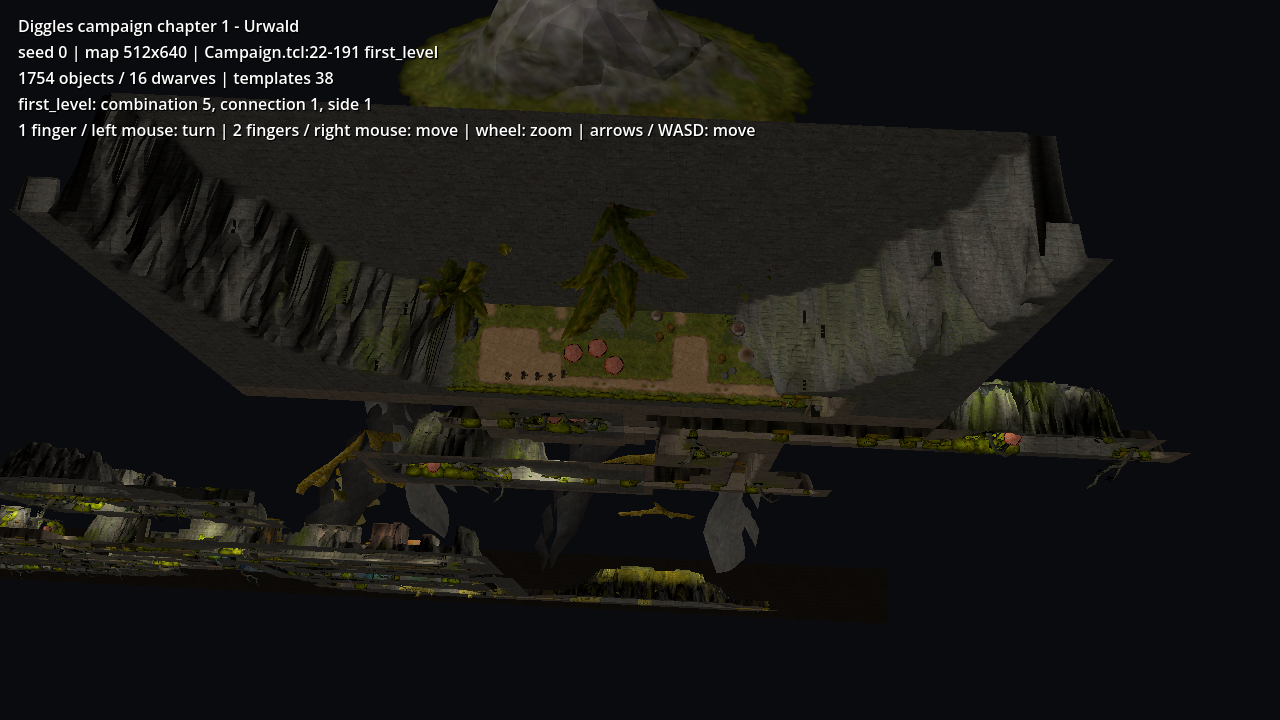 Diggles campaign chapter 1 - Urwald
seed 0 | map 512x640 | Campaign.tcl:22-191 first_level
1754 objects / 16 dwarves | templates 38
first_level: combination 5, connection 1, side 1
1 finger / left mouse: turn | 2 fingers / right mouse: move | wheel: zoom | arrows / WASD: move